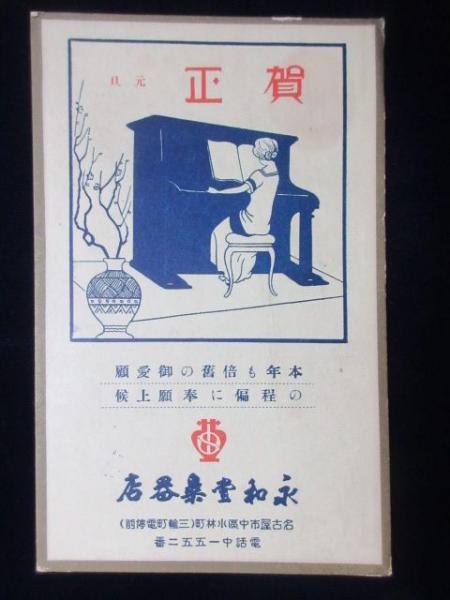 賀正 元旦
本年も倍舊の御愛顧
の程偏に奉願上候
永和堂樂器店
名古屋市中區小林町(三輪町電停前)
電話中一五五二番